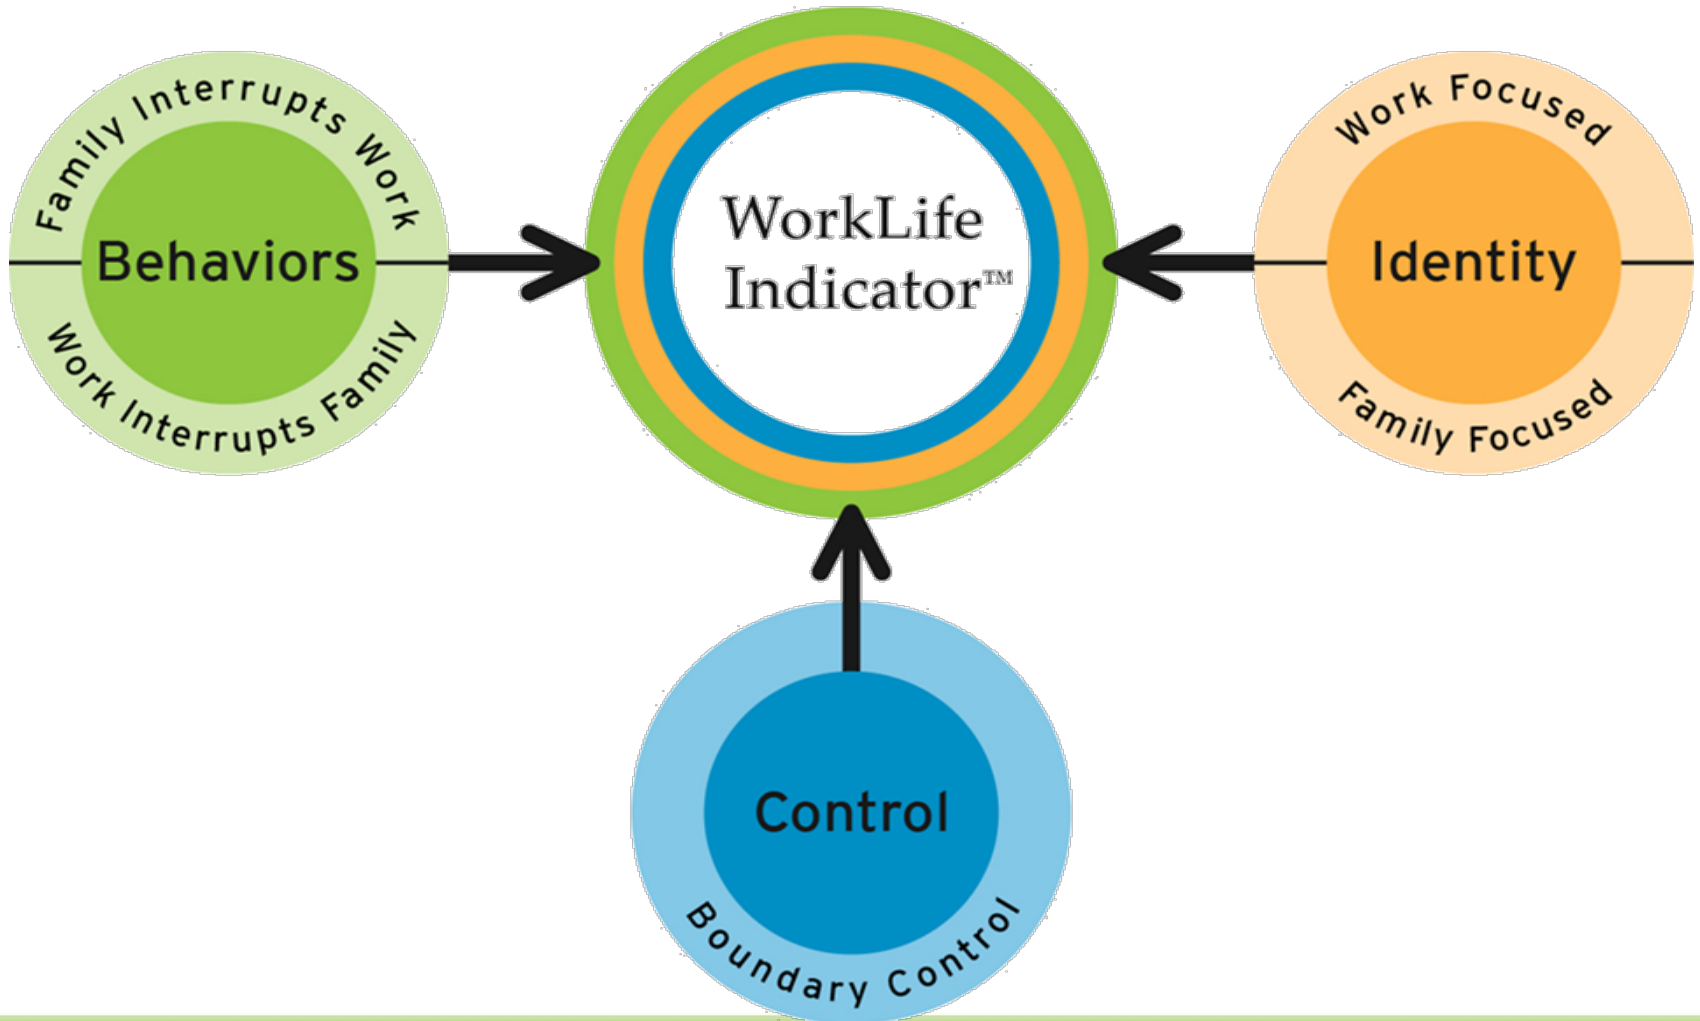 Family Interrupts Work
Behaviors
Work Interrupts Family
WorkLife
Indicator™
Work Focused
Identity
Family Focused
Control
Boundary Control